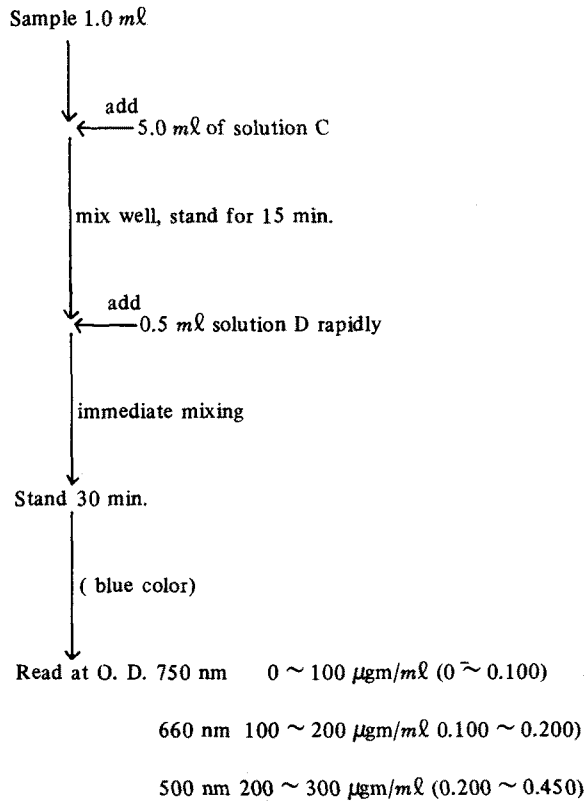 Sample 1.0 mℓ
add
5.0 mℓ of solution C
mix well, stand for 15 min.
add
0.5 mℓ solution D rapidly
immediate mixing
Stand 30 min.
( blue color)
Read at O. D. 750 nm 0 ~ 100 µgm/mℓ (0 ~ 0.100)
660 nm 100 ~ 200 µgm/mℓ 0.100 ~ 0.200)
500 nm 200 ~ 300 µgm/mℓ (0.200 ~ 0.450)